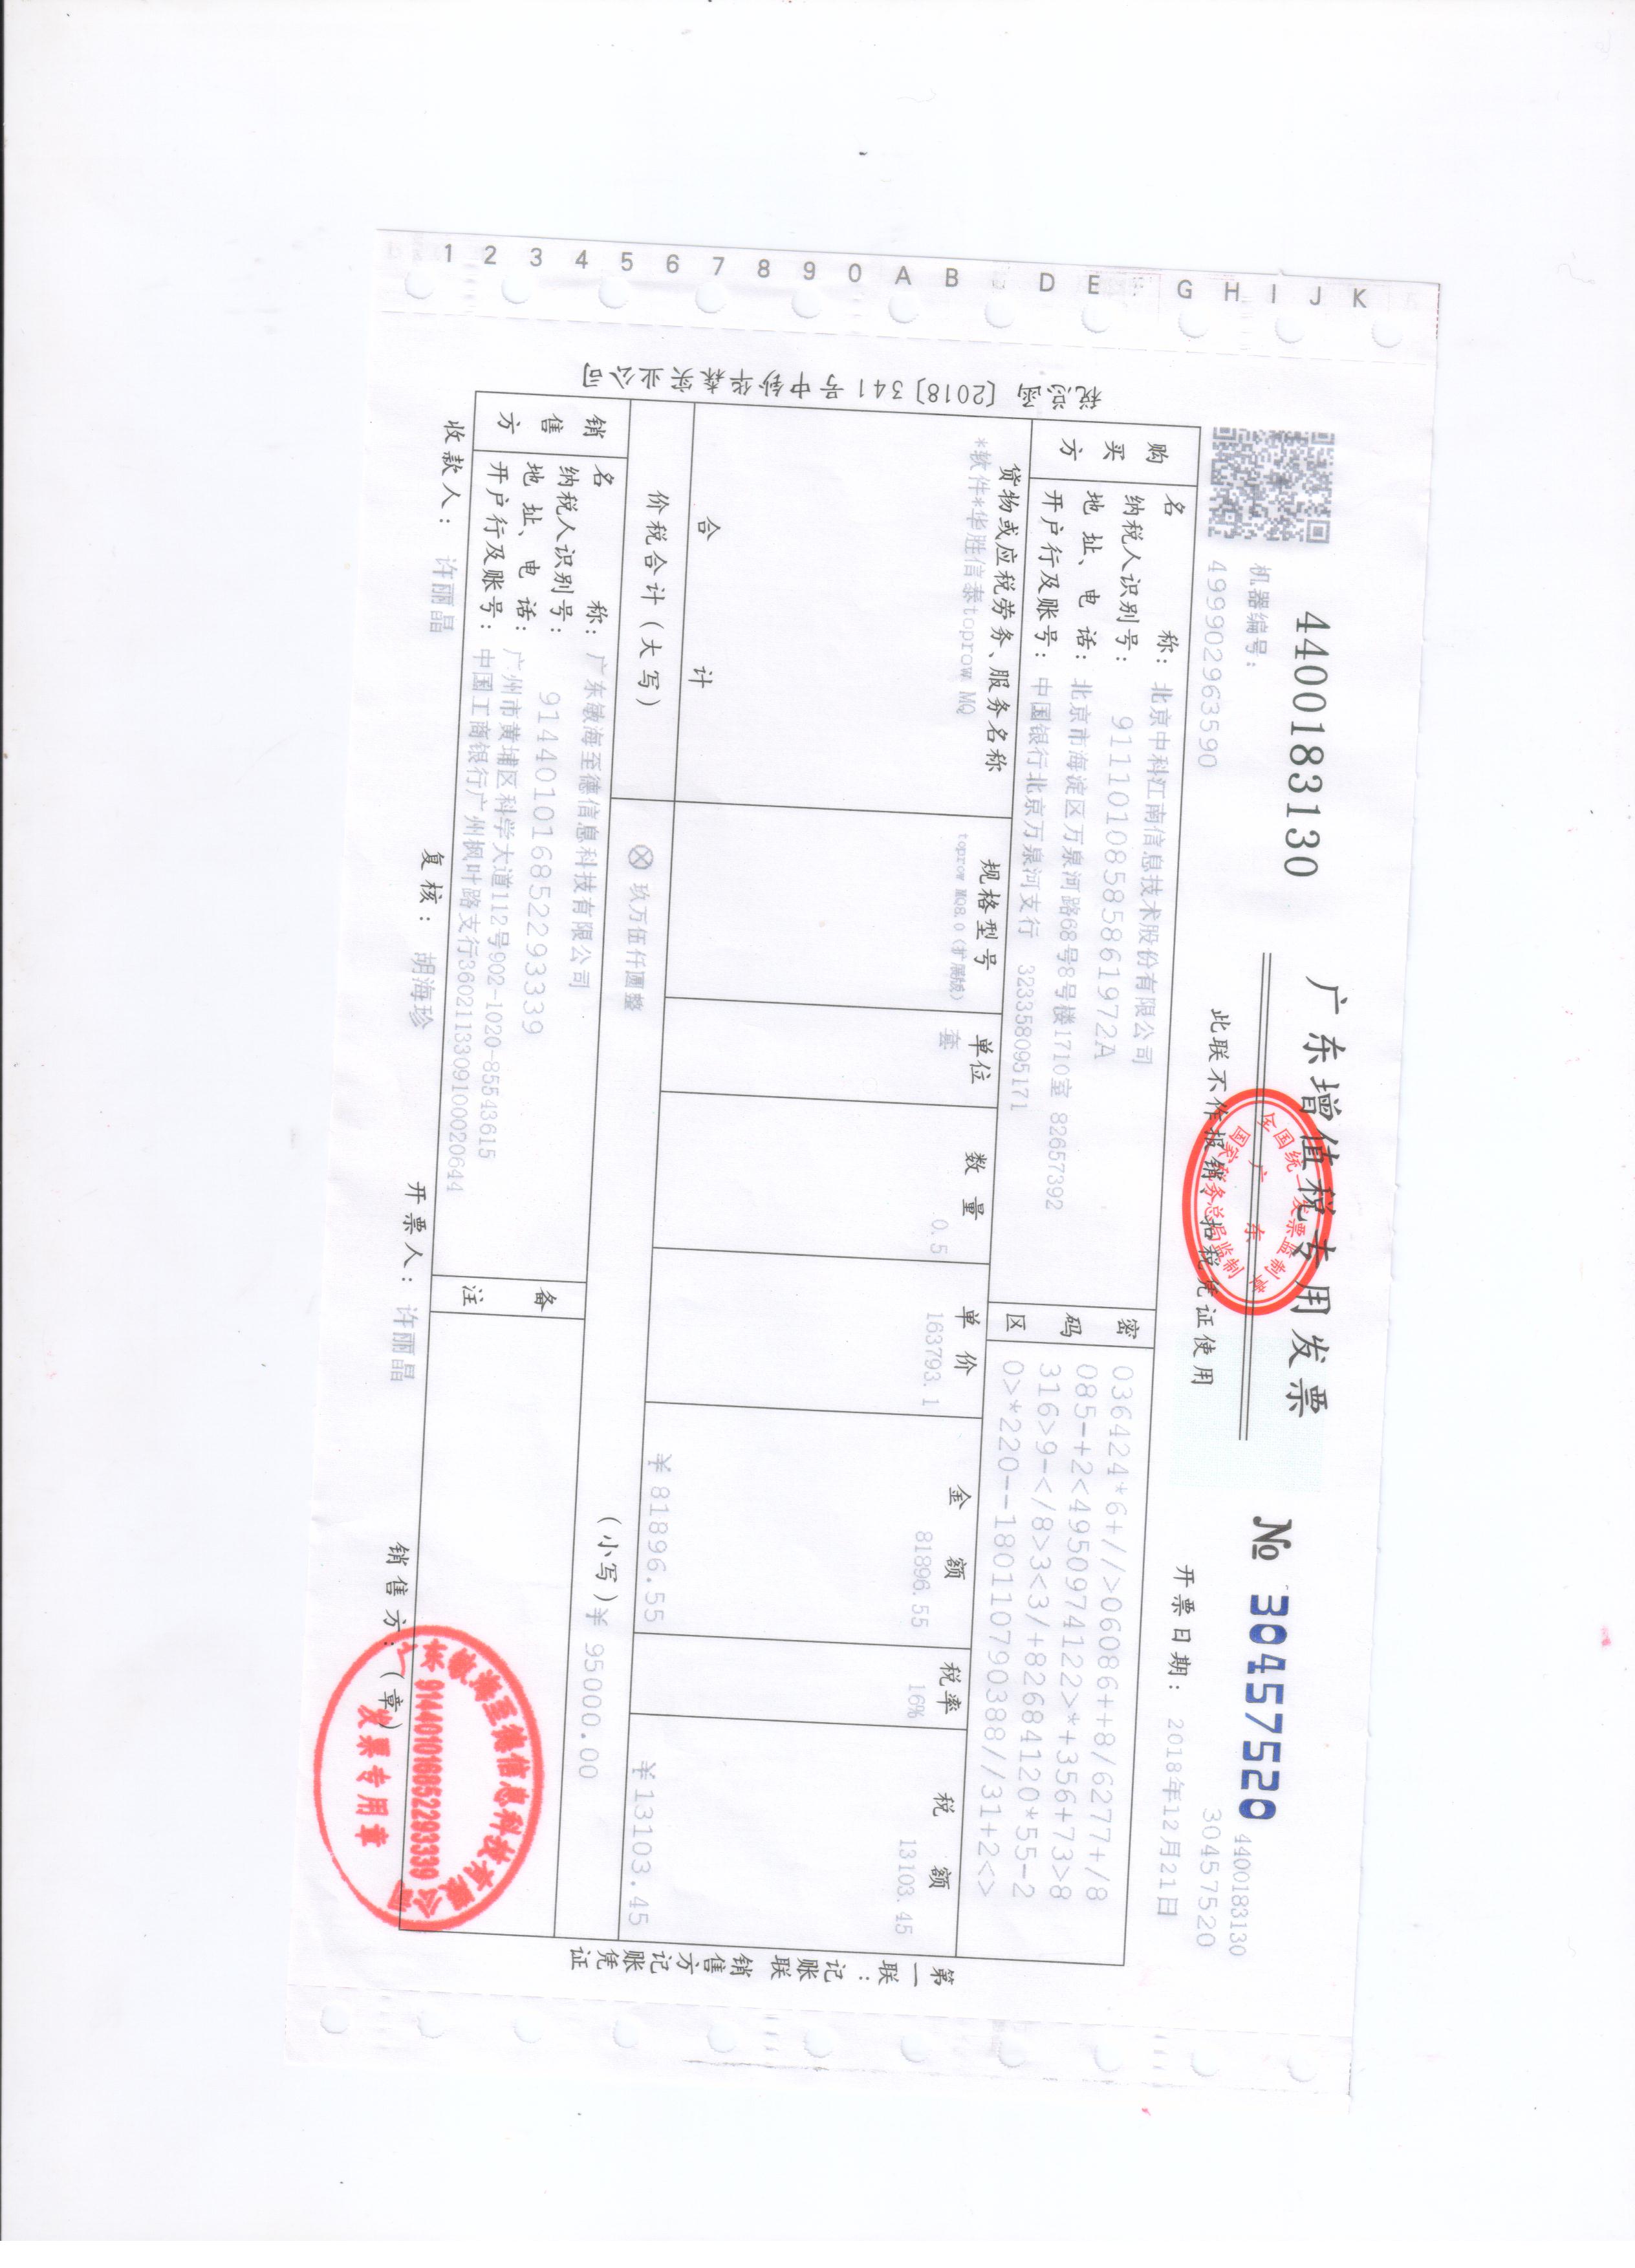 4400183130
广东增值税专用发票
№ 30457520
4400183130
30457520
此联不作报销、扣税凭证使用
开票日期: 2018年12月21日
机器编号:
499902963590
全国统一发票监制章
广东
国家税务总局监制
税总函 [2018] 341 号中钞华森实业公司
购买方
名 称: 北京中科江南信息技术股份有限公司
纳税人识别号: 91110108585861972A
地 址、电 话: 北京市海淀区万泉河路68号8号楼1710室 82657392
开户行及账号: 中国银行北京万泉河支行 323358095171
密码区
036424*6+//>06086++8/6277+/8
085-+2<4950974122>*+356+73>8
316>9-</8>3<3/+82684120*55-2
0>*220--180110790388//31+2<>
货物或应税劳务、服务名称 规格型号 单位 数 量 单 价 金 额 税率 税 额
*软件*华胜信泰toprow MQ toprow MQ8.0(扩展版) 套 0.5 163793.1 81896.55 16% 13103.45
合 计 ¥81896.55 ¥13103.45
价税合计(大写) ⊗ 玖万伍仟圆整 (小写)¥ 95000.00
销售方
名 称: 广东敏海至德信息科技有限公司
纳税人识别号: 914401016852293339
地 址、电 话: 广州市黄埔区科学大道112号902-1020-85543615
开户行及账号: 中国工商银行广州枫叶路支行3602113309100020644
备注
收款人: 许丽晶 复核: 胡海珍 开票人: 许丽晶 销售方:(章)
广东敏海至德信息科技有限公司
914401016852293339
发票专用章
第一联:记账联 销售方记账凭证
1 2 3 4 5 6 7 8 9 0 A B D E G H I J K